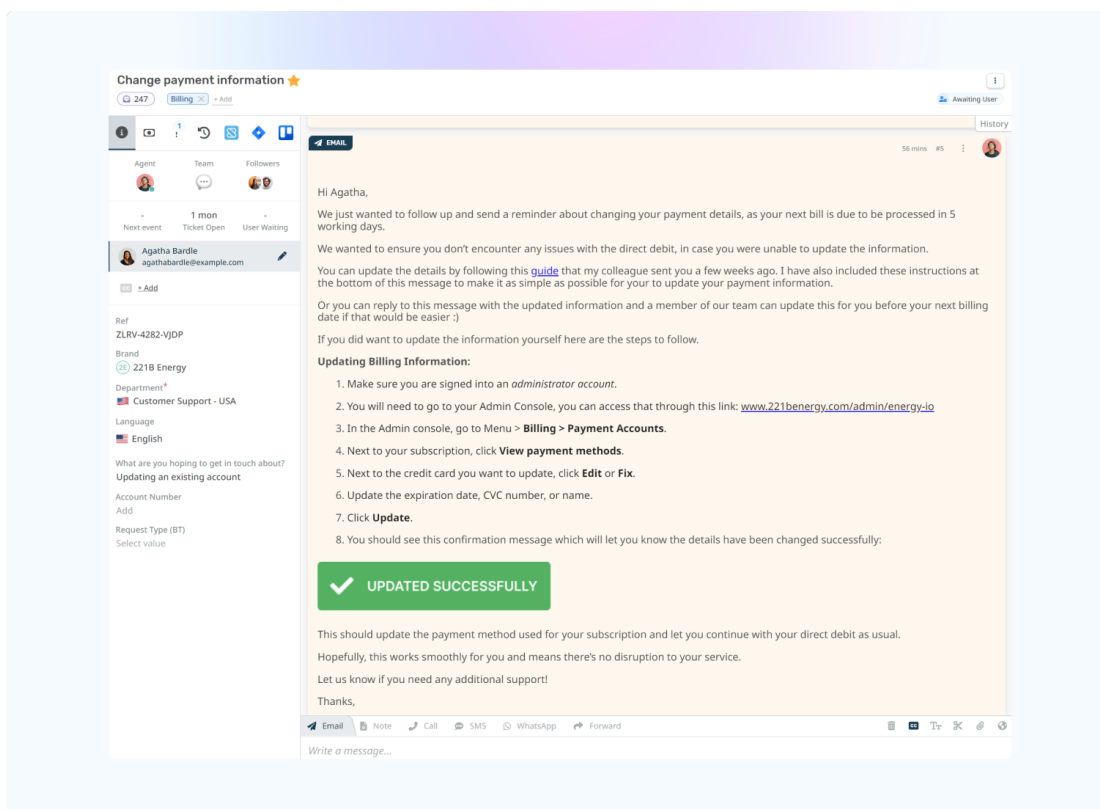 Change payment information
247
Billing
+ Add
Awaiting User
History
1
Agent
Team
Followers
-
1 mon
-
Next event
Ticket Open
User Waiting
Agatha Bardle
agathabardle@example.com
CC
+ Add
Ref
ZLRV-4282-VJDP
Brand
2E
221B Energy
Department*
Customer Support - USA
Language
English
What are you hoping to get in touch about?
Updating an existing account
Account Number
Add
Request Type (BT)
Select value
EMAIL
56 mins #5
Hi Agatha,
We just wanted to follow up and send a reminder about changing your payment details, as your next bill is due to be processed in 5
working days.
We wanted to ensure you don’t encounter any issues with the direct debit, in case you were unable to update the information.
You can update the details by following this guide that my colleague sent you a few weeks ago. I have also included these instructions at
the bottom of this message to make it as simple as possible for your to update your payment information.
Or you can reply to this message with the updated information and a member of our team can update this for you before your next billing
date if that would be easier :)
If you did want to update the information yourself here are the steps to follow.
Updating Billing Information:
1. Make sure you are signed into an administrator account.
2. You will need to go to your Admin Console, you can access that through this link: www.221benergy.com/admin/energy-io
3. In the Admin console, go to Menu > Billing > Payment Accounts.
4. Next to your subscription, click View payment methods.
5. Next to the credit card you want to update, click Edit or Fix.
6. Update the expiration date, CVC number, or name.
7. Click Update.
8. You should see this confirmation message which will let you know the details have been changed successfully:
UPDATED SUCCESSFULLY
This should update the payment method used for your subscription and let you continue with your direct debit as usual.
Hopefully, this works smoothly for you and means there’s no disruption to your service.
Let us know if you need any additional support!
Thanks,
Email
Note
Call
SMS
WhatsApp
Forward
CC
Write a message...